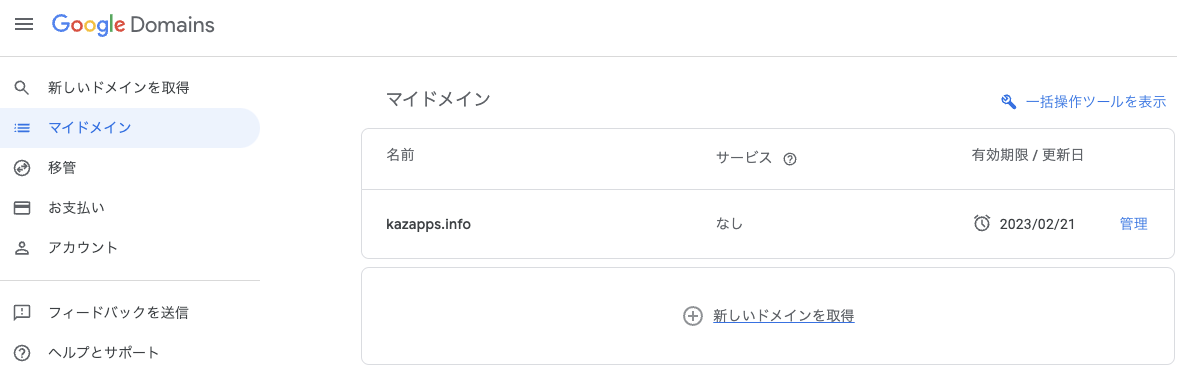 Google Domains
新しいドメインを取得
マイドメイン
移管
お支払い
アカウント
フィードバックを送信
ヘルプとサポート
マイドメイン
一括操作ツールを表示
名前 サービス 有効期限 / 更新日
kazapps.info なし 2023/02/21 管理
新しいドメインを取得